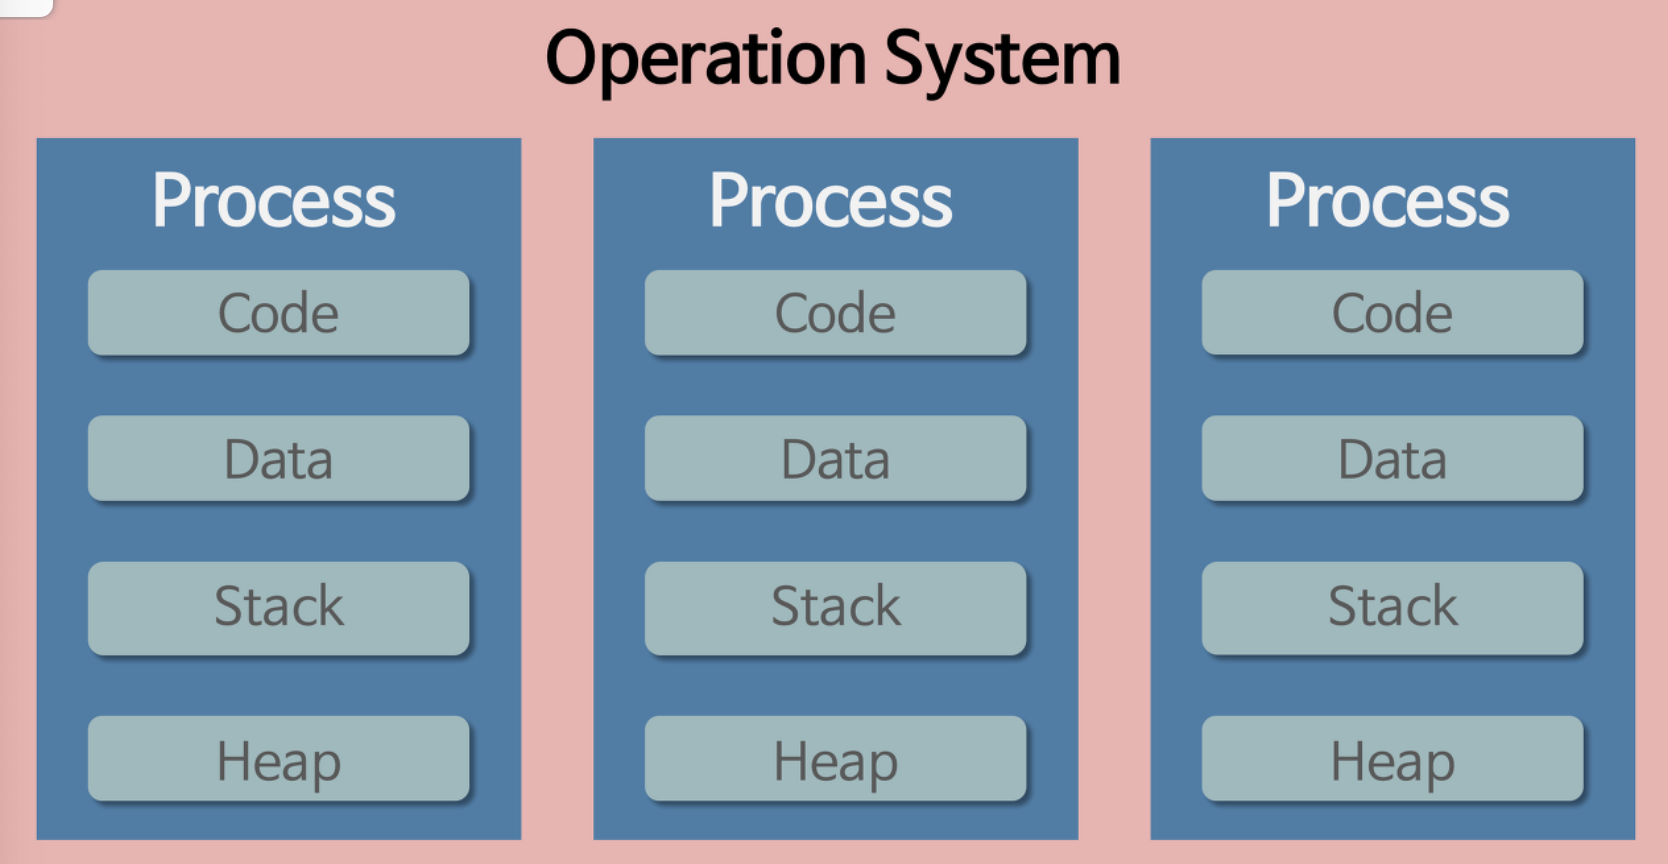 Operation System
Process
Code
Data
Stack
Heap
Process
Code
Data
Stack
Heap
Process
Code
Data
Stack
Heap